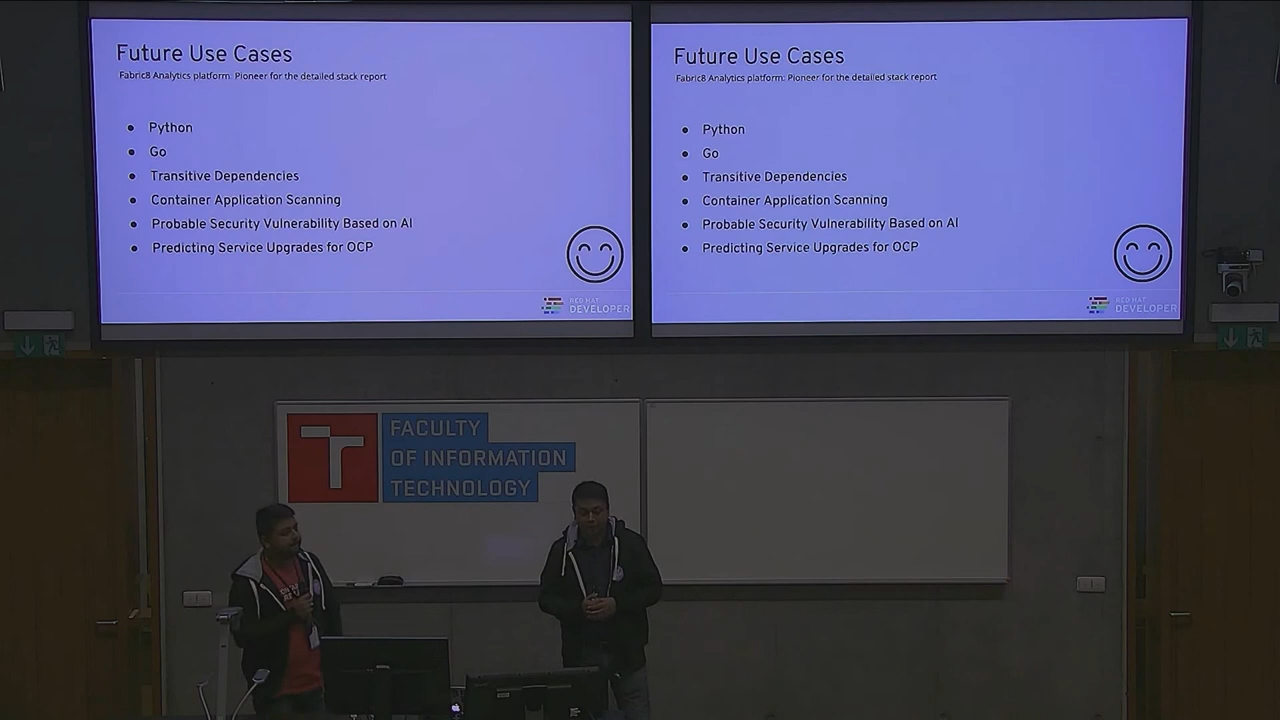 Future Use Cases
Fabric8 Analytics platform: Pioneer for the detailed stack report
Python
Go
Transitive Dependencies
Container Application Scanning
Probable Security Vulnerability Based on AI
Predicting Service Upgrades for OCP
RED HAT
DEVELOPER
Future Use Cases
Fabric8 Analytics platform: Pioneer for the detailed stack report
Python
Go
Transitive Dependencies
Container Application Scanning
Probable Security Vulnerability Based on AI
Predicting Service Upgrades for OCP
RED HAT
DEVELOPER
FACULTY
OF INFORMATION
TECHNOLOGY